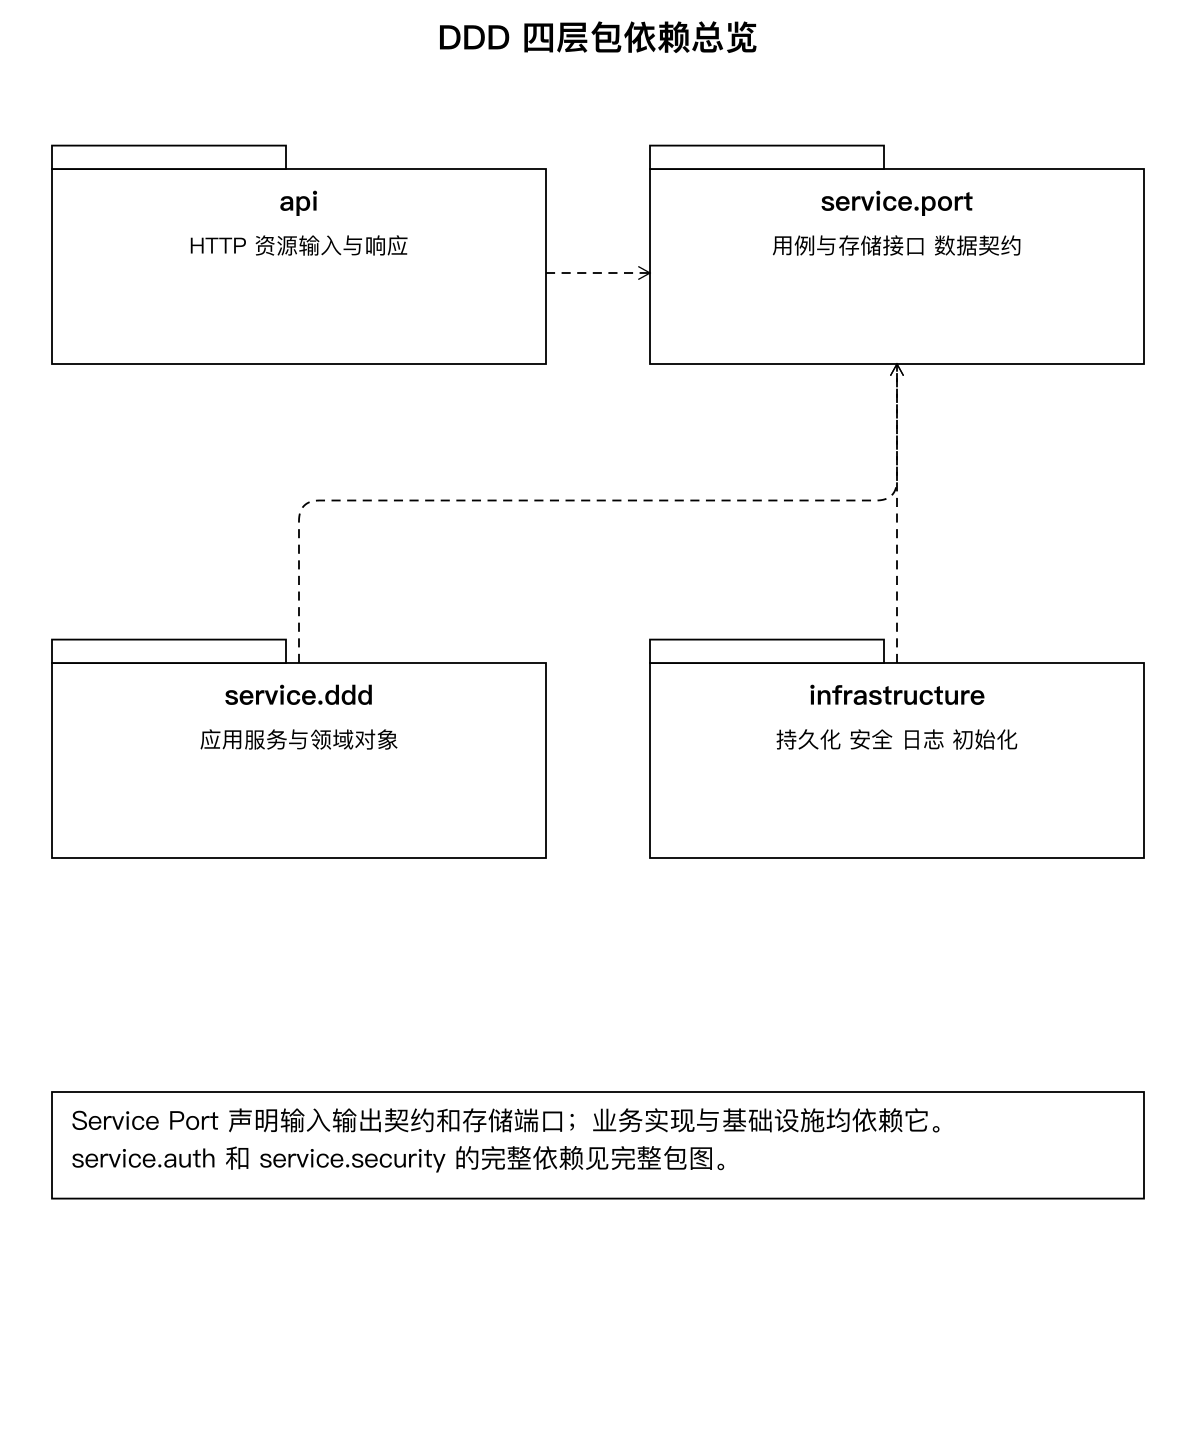 DDD 四层包依赖总览
api
HTTP 资源输入与响应
service.port
用例与存储接口 数据契约
service.ddd
应用服务与领域对象
infrastructure
持久化 安全 日志 初始化
Service Port 声明输入输出契约和存储端口；业务实现与基础设施均依赖它。
service.auth 和 service.security 的完整依赖见完整包图。